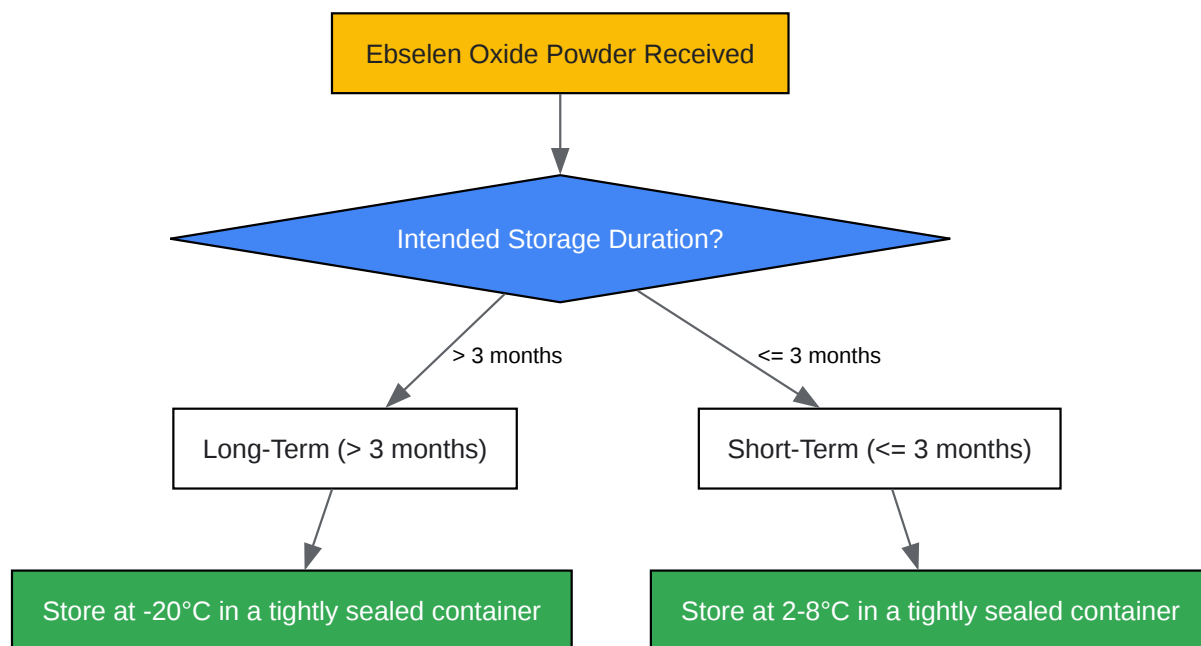 Ebselen Oxide Powder Received
Intended Storage Duration?
> 3 months
<= 3 months
Long-Term (> 3 months)
Short-Term (<= 3 months)
Store at -20°C in a tightly sealed container
Store at 2-8°C in a tightly sealed container